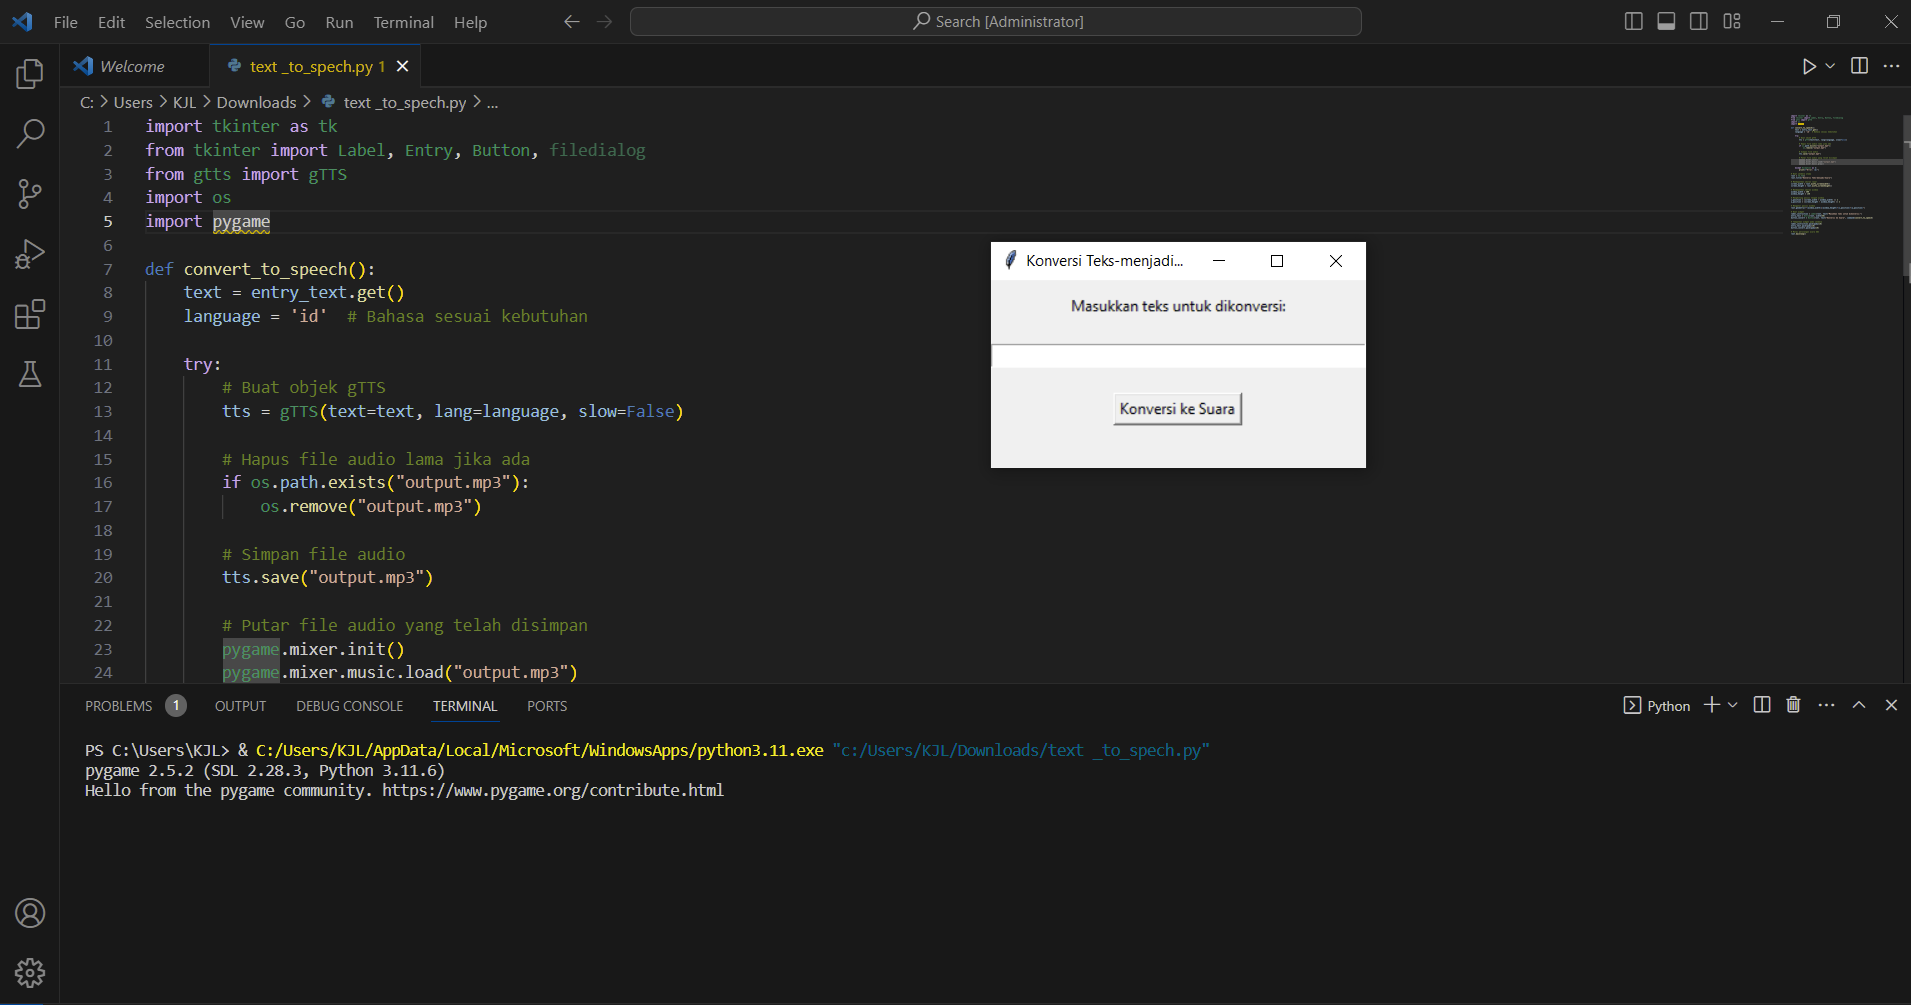 File Edit Selection View Go Run Terminal Help Search [Administrator]
Welcome text _to_spech.py 1
C: > Users > KJL > Downloads > text _to_spech.py > ...
1 import tkinter as tk
2 from tkinter import Label, Entry, Button, filedialog
3 from gtts import gTTS
4 import os
5 import pygame
6
7 def convert_to_speech():
8 text = entry_text.get()
9 language = 'id' # Bahasa sesuai kebutuhan
10
11 try:
12 # Buat objek gTTS
13 tts = gTTS(text=text, lang=language, slow=False)
14
15 # Hapus file audio lama jika ada
16 if os.path.exists("output.mp3"):
17 os.remove("output.mp3")
18
19 # Simpan file audio
20 tts.save("output.mp3")
21
22 # Putar file audio yang telah disimpan
23 pygame.mixer.init()
24 pygame.mixer.music.load("output.mp3")
Konversi Teks-menjadi...
Masukkan teks untuk dikonversi:
Konversi ke Suara
PROBLEMS 1 OUTPUT DEBUG CONSOLE TERMINAL PORTS Python
PS C:\Users\KJL> & C:/Users/KJL/AppData/Local/Microsoft/WindowsApps/python3.11.exe "c:/Users/KJL/Downloads/text _to_spech.py"
pygame 2.5.2 (SDL 2.28.3, Python 3.11.6)
Hello from the pygame community. https://www.pygame.org/contribute.html